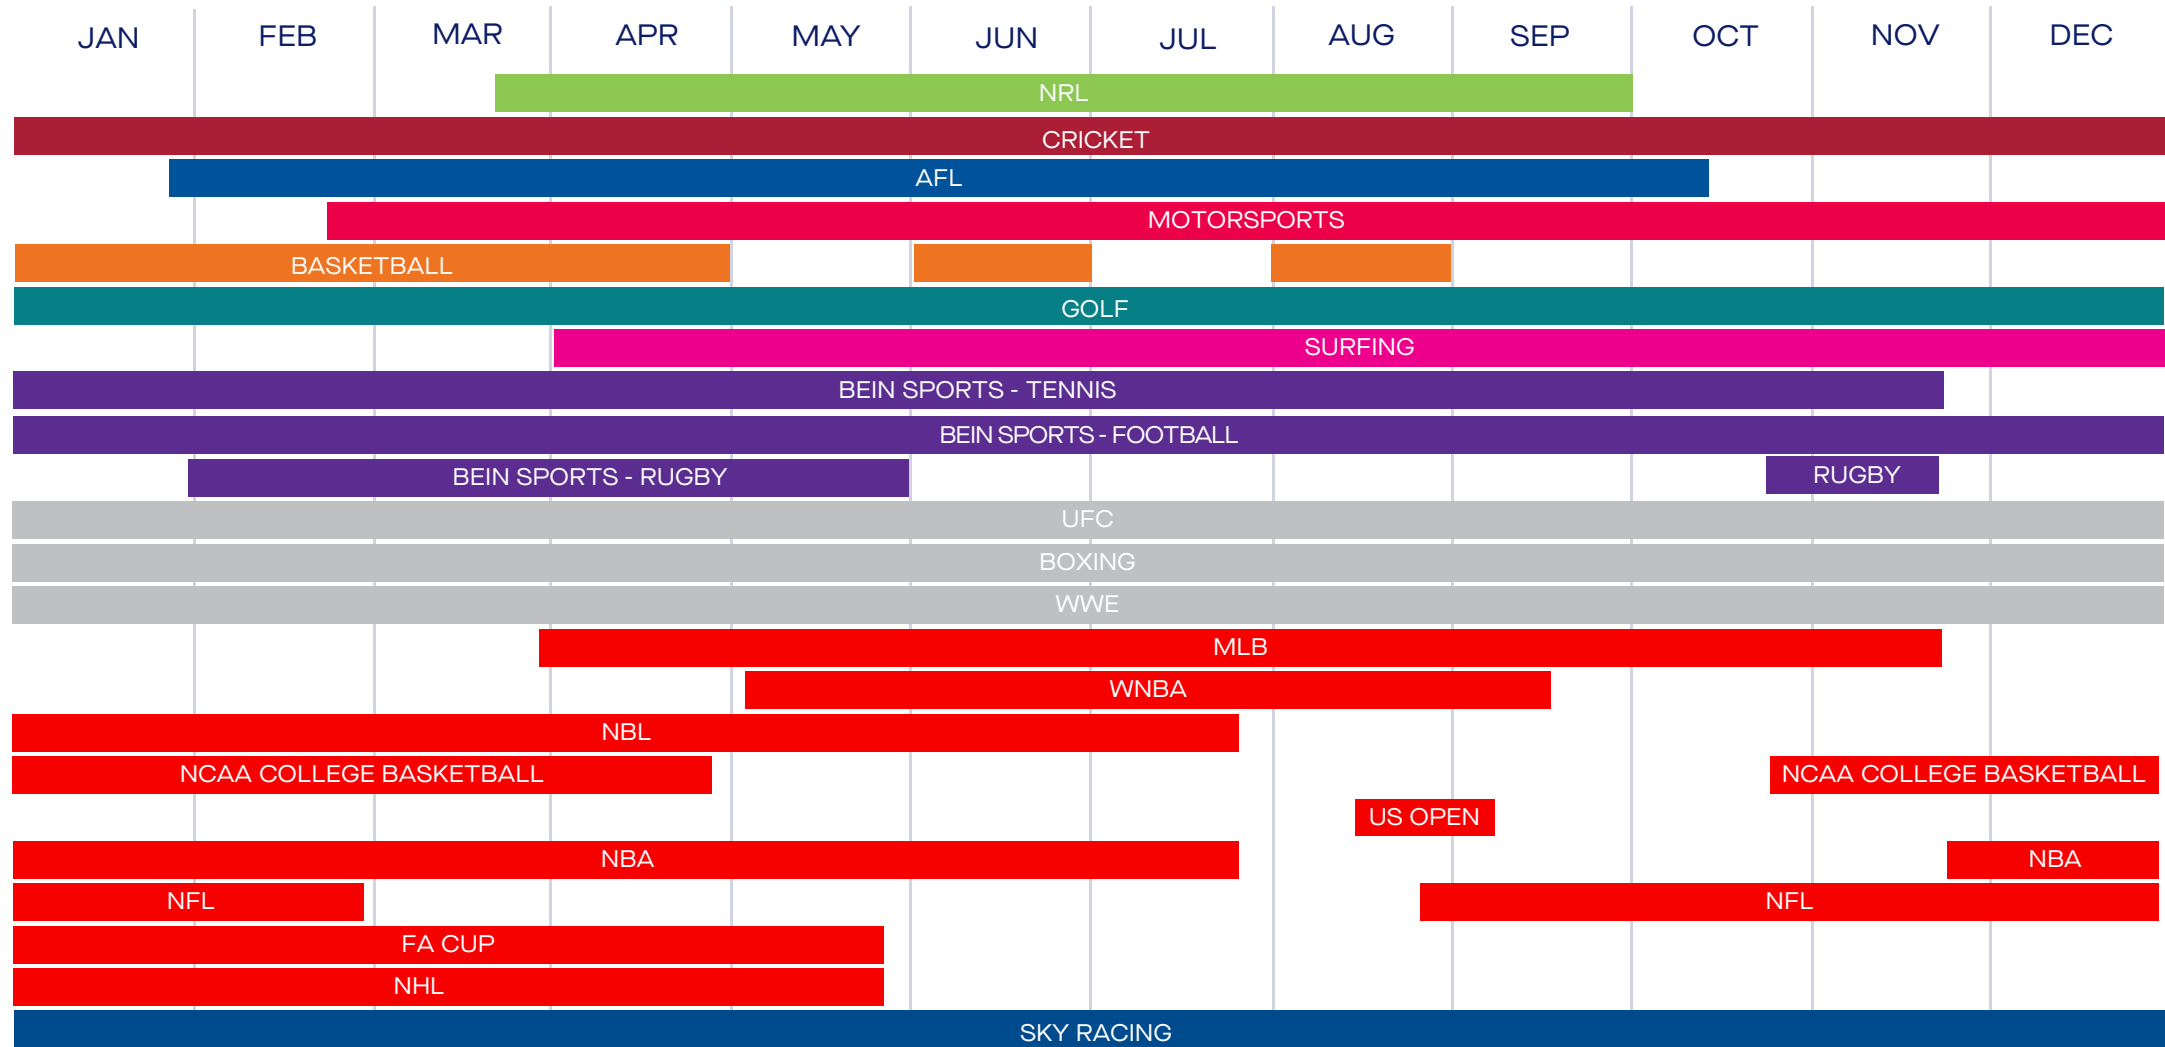 JAN FEB MAR APR MAY JUN JUL AUG SEP OCT NOV DEC
NRL
CRICKET
AFL
MOTORSPORTS
BASKETBALL
GOLF
SURFING
BEIN SPORTS - TENNIS
BEIN SPORTS - FOOTBALL
BEIN SPORTS - RUGBY RUGBY
UFC
BOXING
WWE
MLB
WNBA
NBL
NCAA COLLEGE BASKETBALL NCAA COLLEGE BASKETBALL
US OPEN
NBA NBA
NFL NFL
FA CUP
NHL
SKY RACING